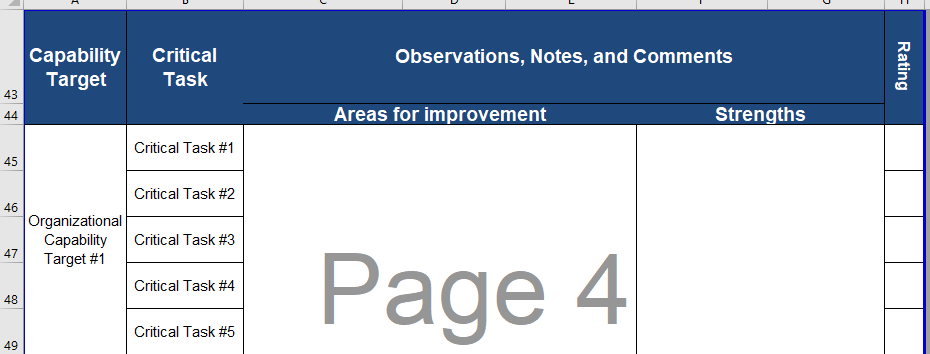 A B C D E F G H
Capability Target
Critical Task
Observations, Notes, and Comments
Rating
43
44
Areas for improvement
Strengths
45
Critical Task #1
46
Critical Task #2
Organizational
Capability
Target #1
47
Critical Task #3
48
Critical Task #4
49
Critical Task #5
Page 4